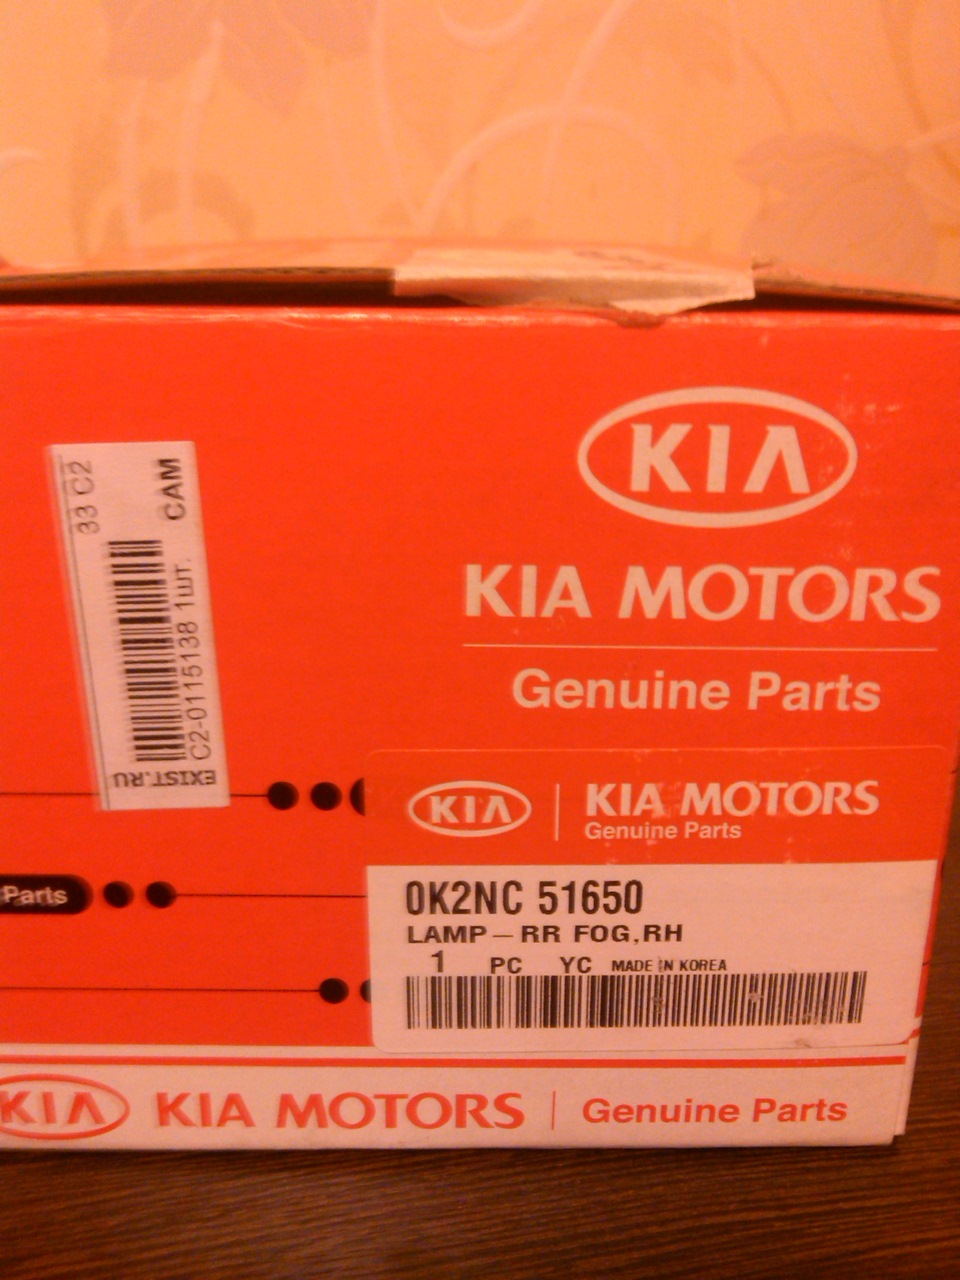 KIA
KIA MOTORS
Genuine Parts
33 C2
CAM
C2-0115138 1шт.
EXIST.RU
KIA
KIA MOTORS
Genuine Parts
Parts
0K2NC 51650
LAMP-RR FOG,RH
1 PC YC MADE IN KOREA
KIA
KIA MOTORS
Genuine Parts